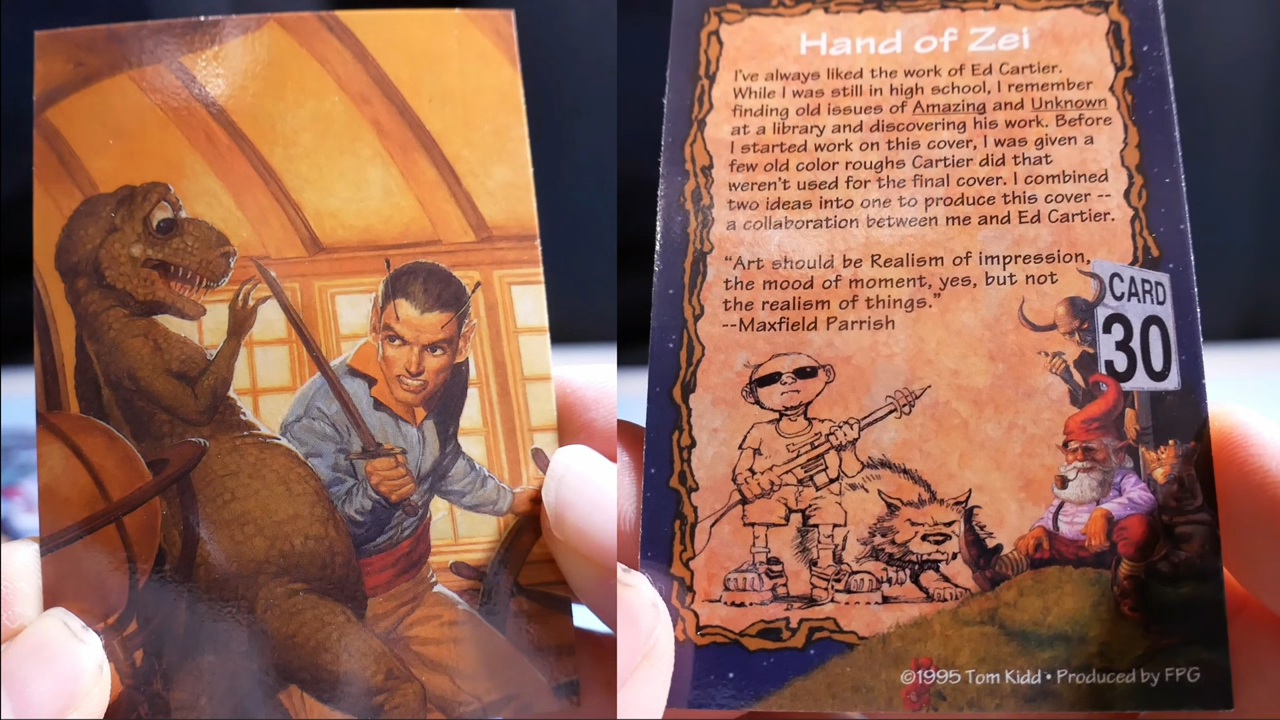 Hand of Zei
I've always liked the work of Ed Cartier.
While I was still in high school, I remember
finding old issues of Amazing and Unknown
at a library and discovering his work. Before
I started work on this cover, I was given a
few old color roughs Cartier did that
weren't used for the final cover. I combined
two ideas into one to produce this cover --
a collaboration between me and Ed Cartier.
"Art should be Realism of impression,
the mood of moment, yes, but not
the realism of things."
--Maxfield Parrish
CARD
30
©1995 Tom Kidd • Produced by FPG